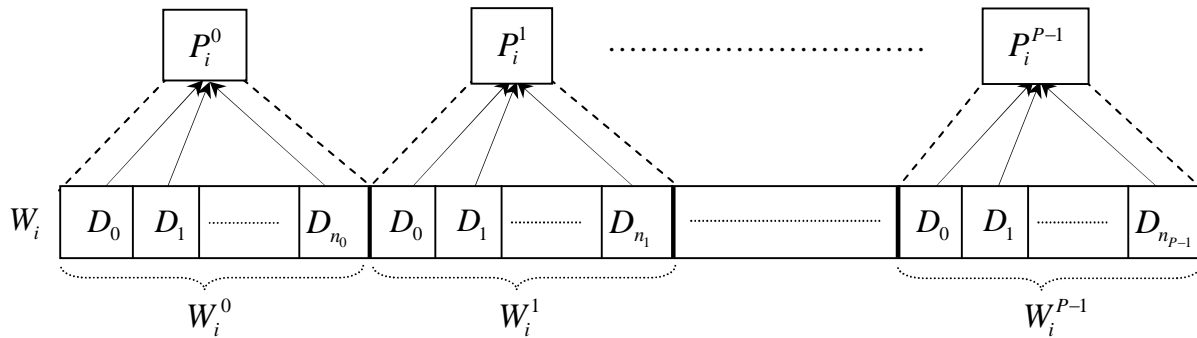 P_i^0 P_i^1 .............................. P_i^{P-1}
W_i D_0 D_1 ............ D_{n_0} D_0 D_1 ............ D_{n_1} .............................. D_0 D_1 ............ D_{n_{P-1}}
W_i^0 W_i^1 W_i^{P-1}